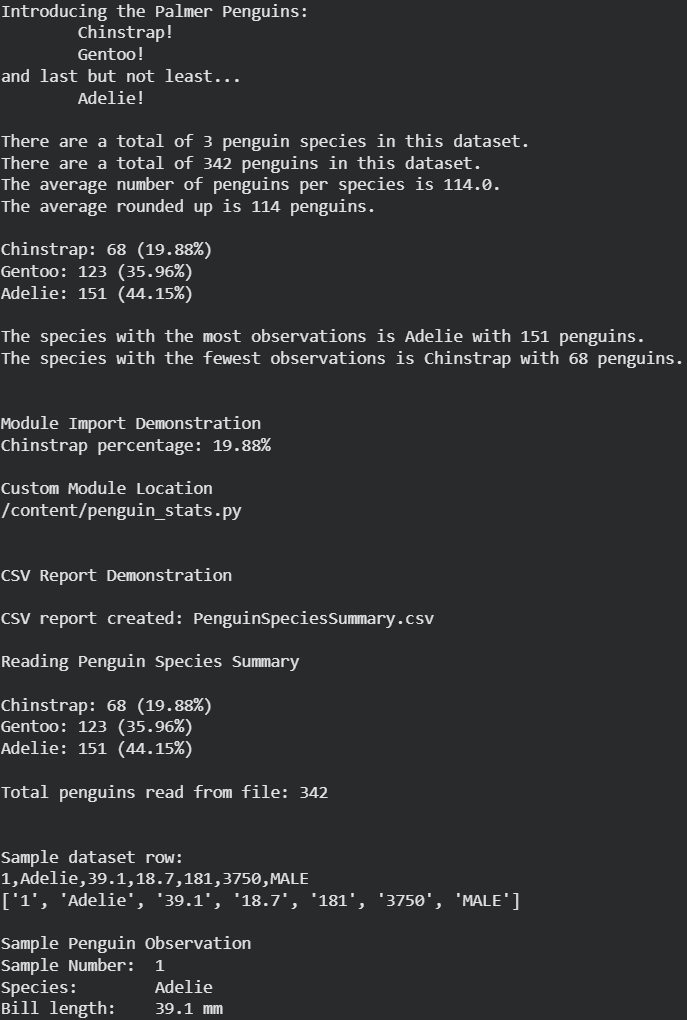 Introducing the Palmer Penguins:
        Chinstrap!
        Gentoo!
and last but not least...
        Adelie!
There are a total of 3 penguin species in this dataset.
There are a total of 342 penguins in this dataset.
The average number of penguins per species is 114.0.
The average rounded up is 114 penguins.
Chinstrap: 68 (19.88%)
Gentoo: 123 (35.96%)
Adelie: 151 (44.15%)
The species with the most observations is Adelie with 151 penguins.
The species with the fewest observations is Chinstrap with 68 penguins.
Module Import Demonstration
Chinstrap percentage: 19.88%
Custom Module Location
/content/penguin_stats.py
CSV Report Demonstration
CSV report created: PenguinSpeciesSummary.csv
Reading Penguin Species Summary
Chinstrap: 68 (19.88%)
Gentoo: 123 (35.96%)
Adelie: 151 (44.15%)
Total penguins read from file: 342
Sample dataset row:
1,Adelie,39.1,18.7,181,3750,MALE
['1', 'Adelie', '39.1', '18.7', '181', '3750', 'MALE']
Sample Penguin Observation
Sample Number:  1
Species:        Adelie
Bill length:    39.1 mm